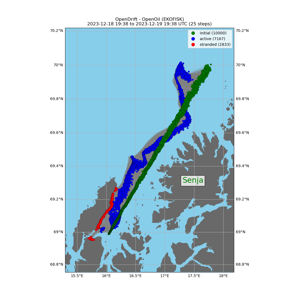 OpenDrift - OpenOil (EKOFISK)
2023-12-18 19:38 to 2023-12-19 19:38 UTC (25 steps)
70.2°N
70.2°N
initial (10000)
active (7167)
stranded (2833)
70°N
70°N
69.8°N
69.8°N
69.6°N
69.6°N
69.4°N
69.4°N
Senja
69.2°N
69.2°N
69°N
69°N
68.8°N
68.8°N
15.5°E
16°E
16.5°E
17°E
17.5°E
18°E